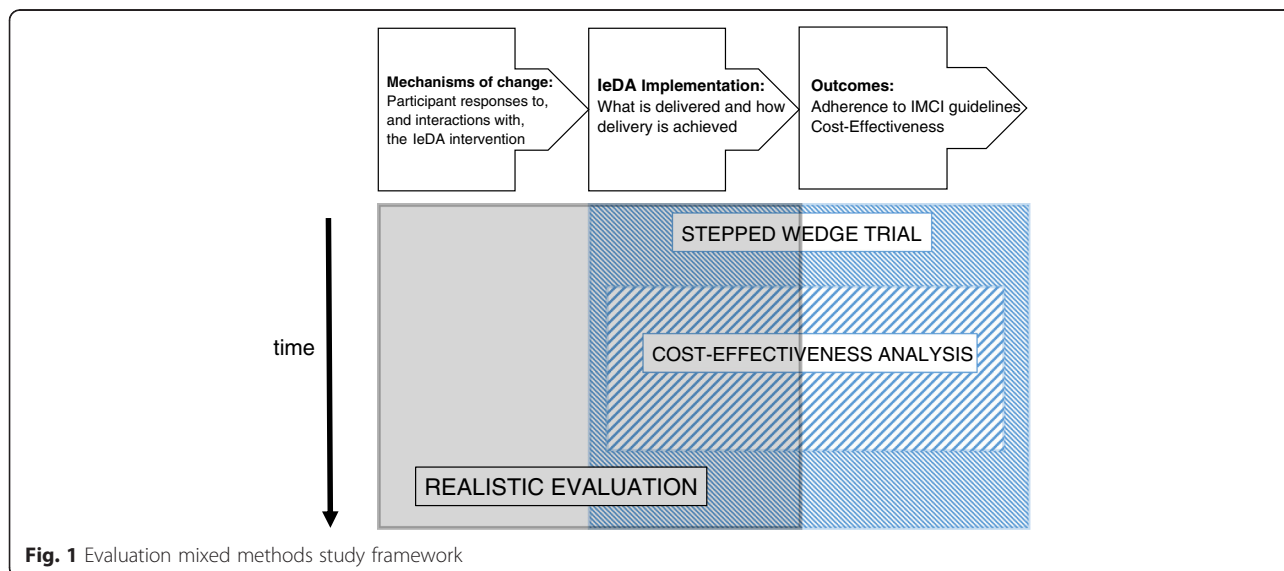 Mechanisms of change:
Participant responses to,
and interactions with,
the IeDA intervention
IeDA Implementation:
What is delivered and how
delivery is achieved
Outcomes:
Adherence to IMCI guidelines
Cost-Effectiveness
time
STEPPED WEDGE TRIAL
COST-EFFECTIVENESS ANALYSIS
REALISTIC EVALUATION
Fig. 1 Evaluation mixed methods study framework